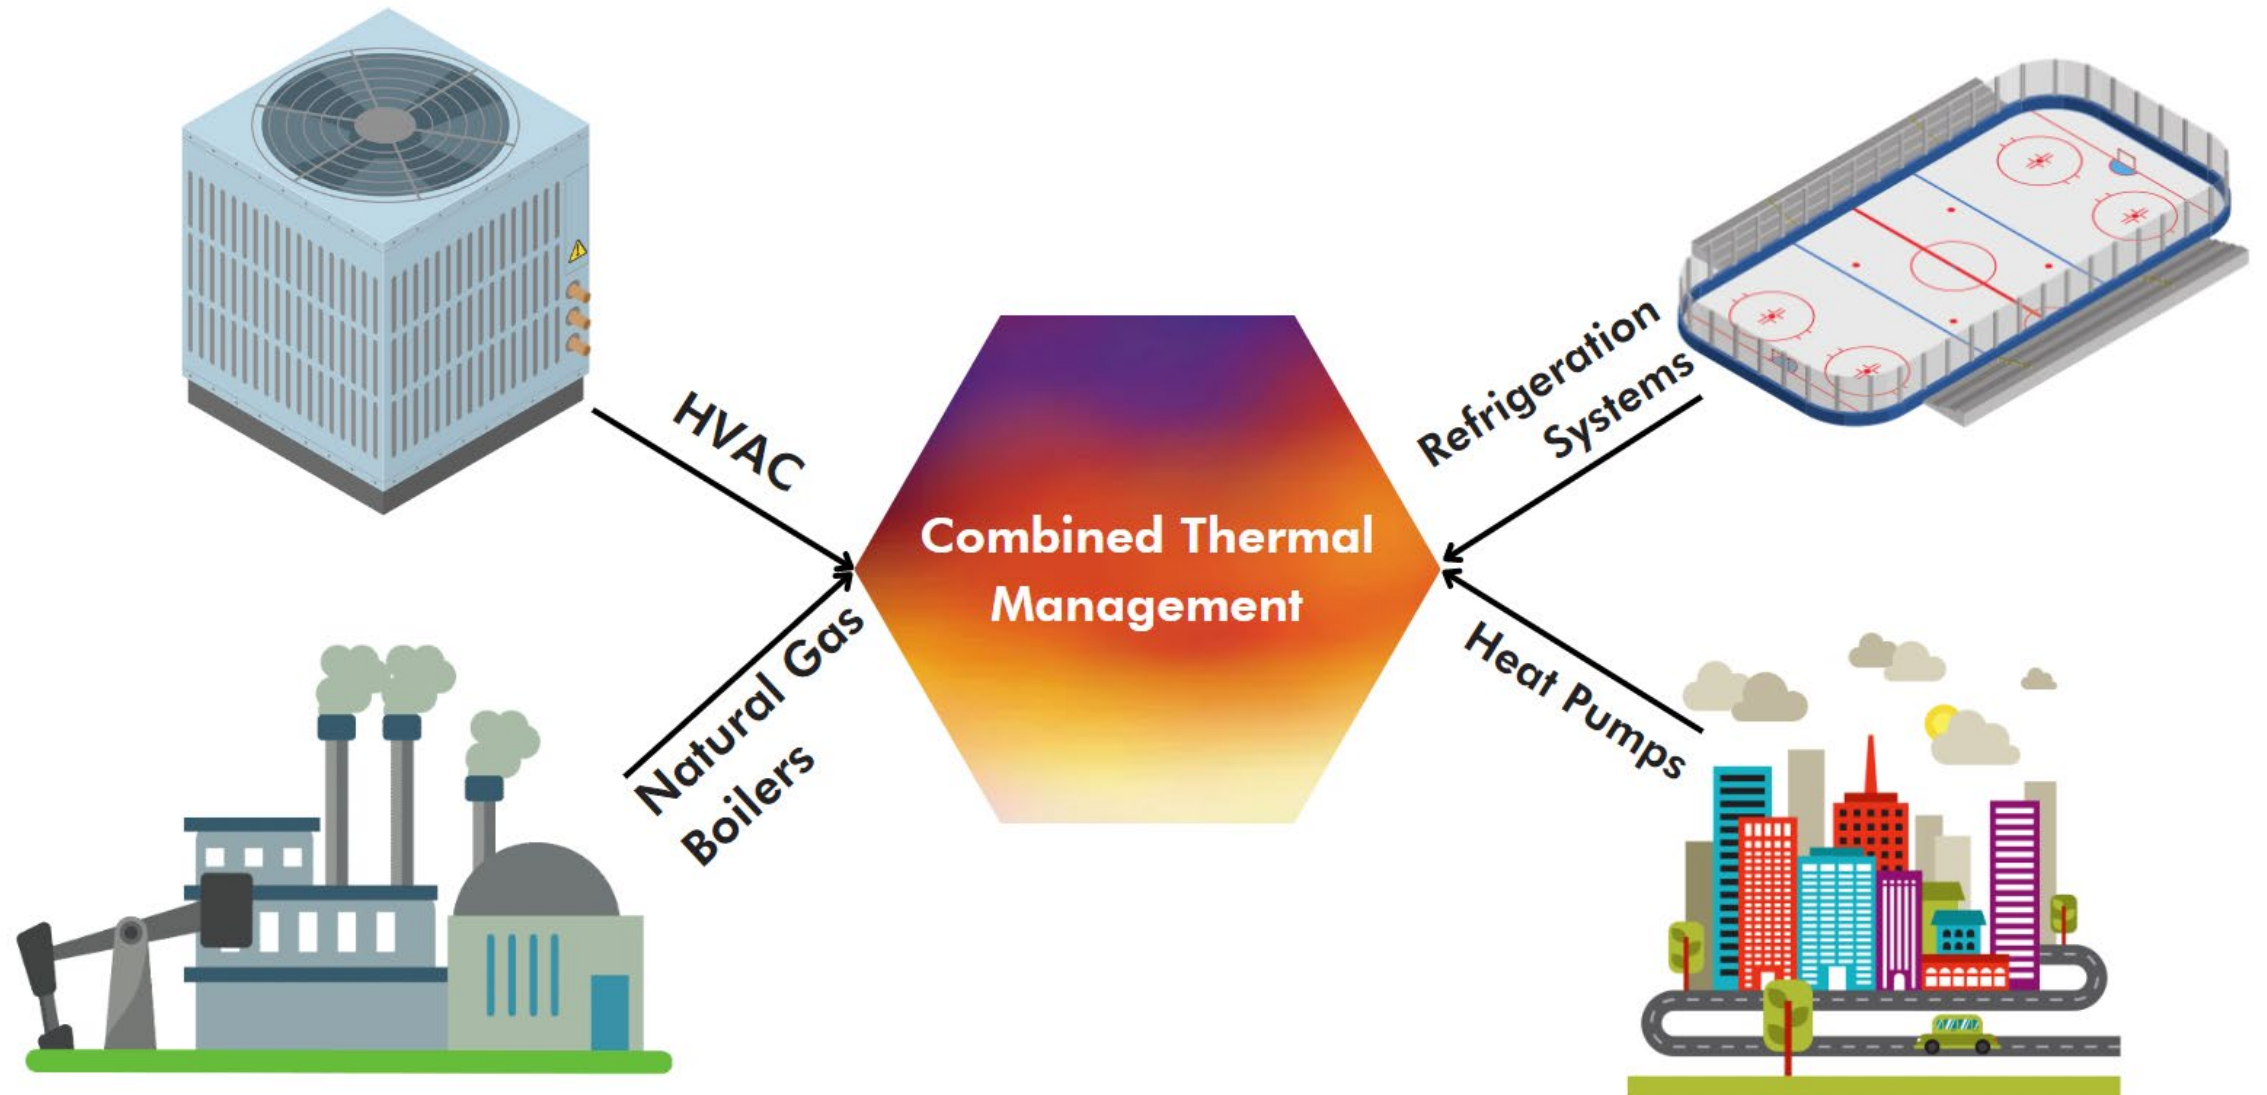 HVAC
Refrigeration
Systems
Combined Thermal
Management
Natural Gas
Boilers
Heat Pumps